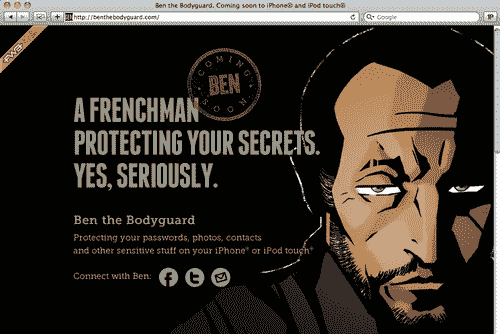 Ben the Bodyguard. Coming soon to iPhone® and iPod touch®
http://benthebodyguard.com/
Google
fwa
COMING
BEN
SOON
A FRENCHMAN
PROTECTING YOUR SECRETS.
YES, SERIOUSLY.
Ben the Bodyguard
Protecting your passwords, photos, contacts
and other sensitive stuff on your iPhone® or iPod touch®
Connect with Ben: